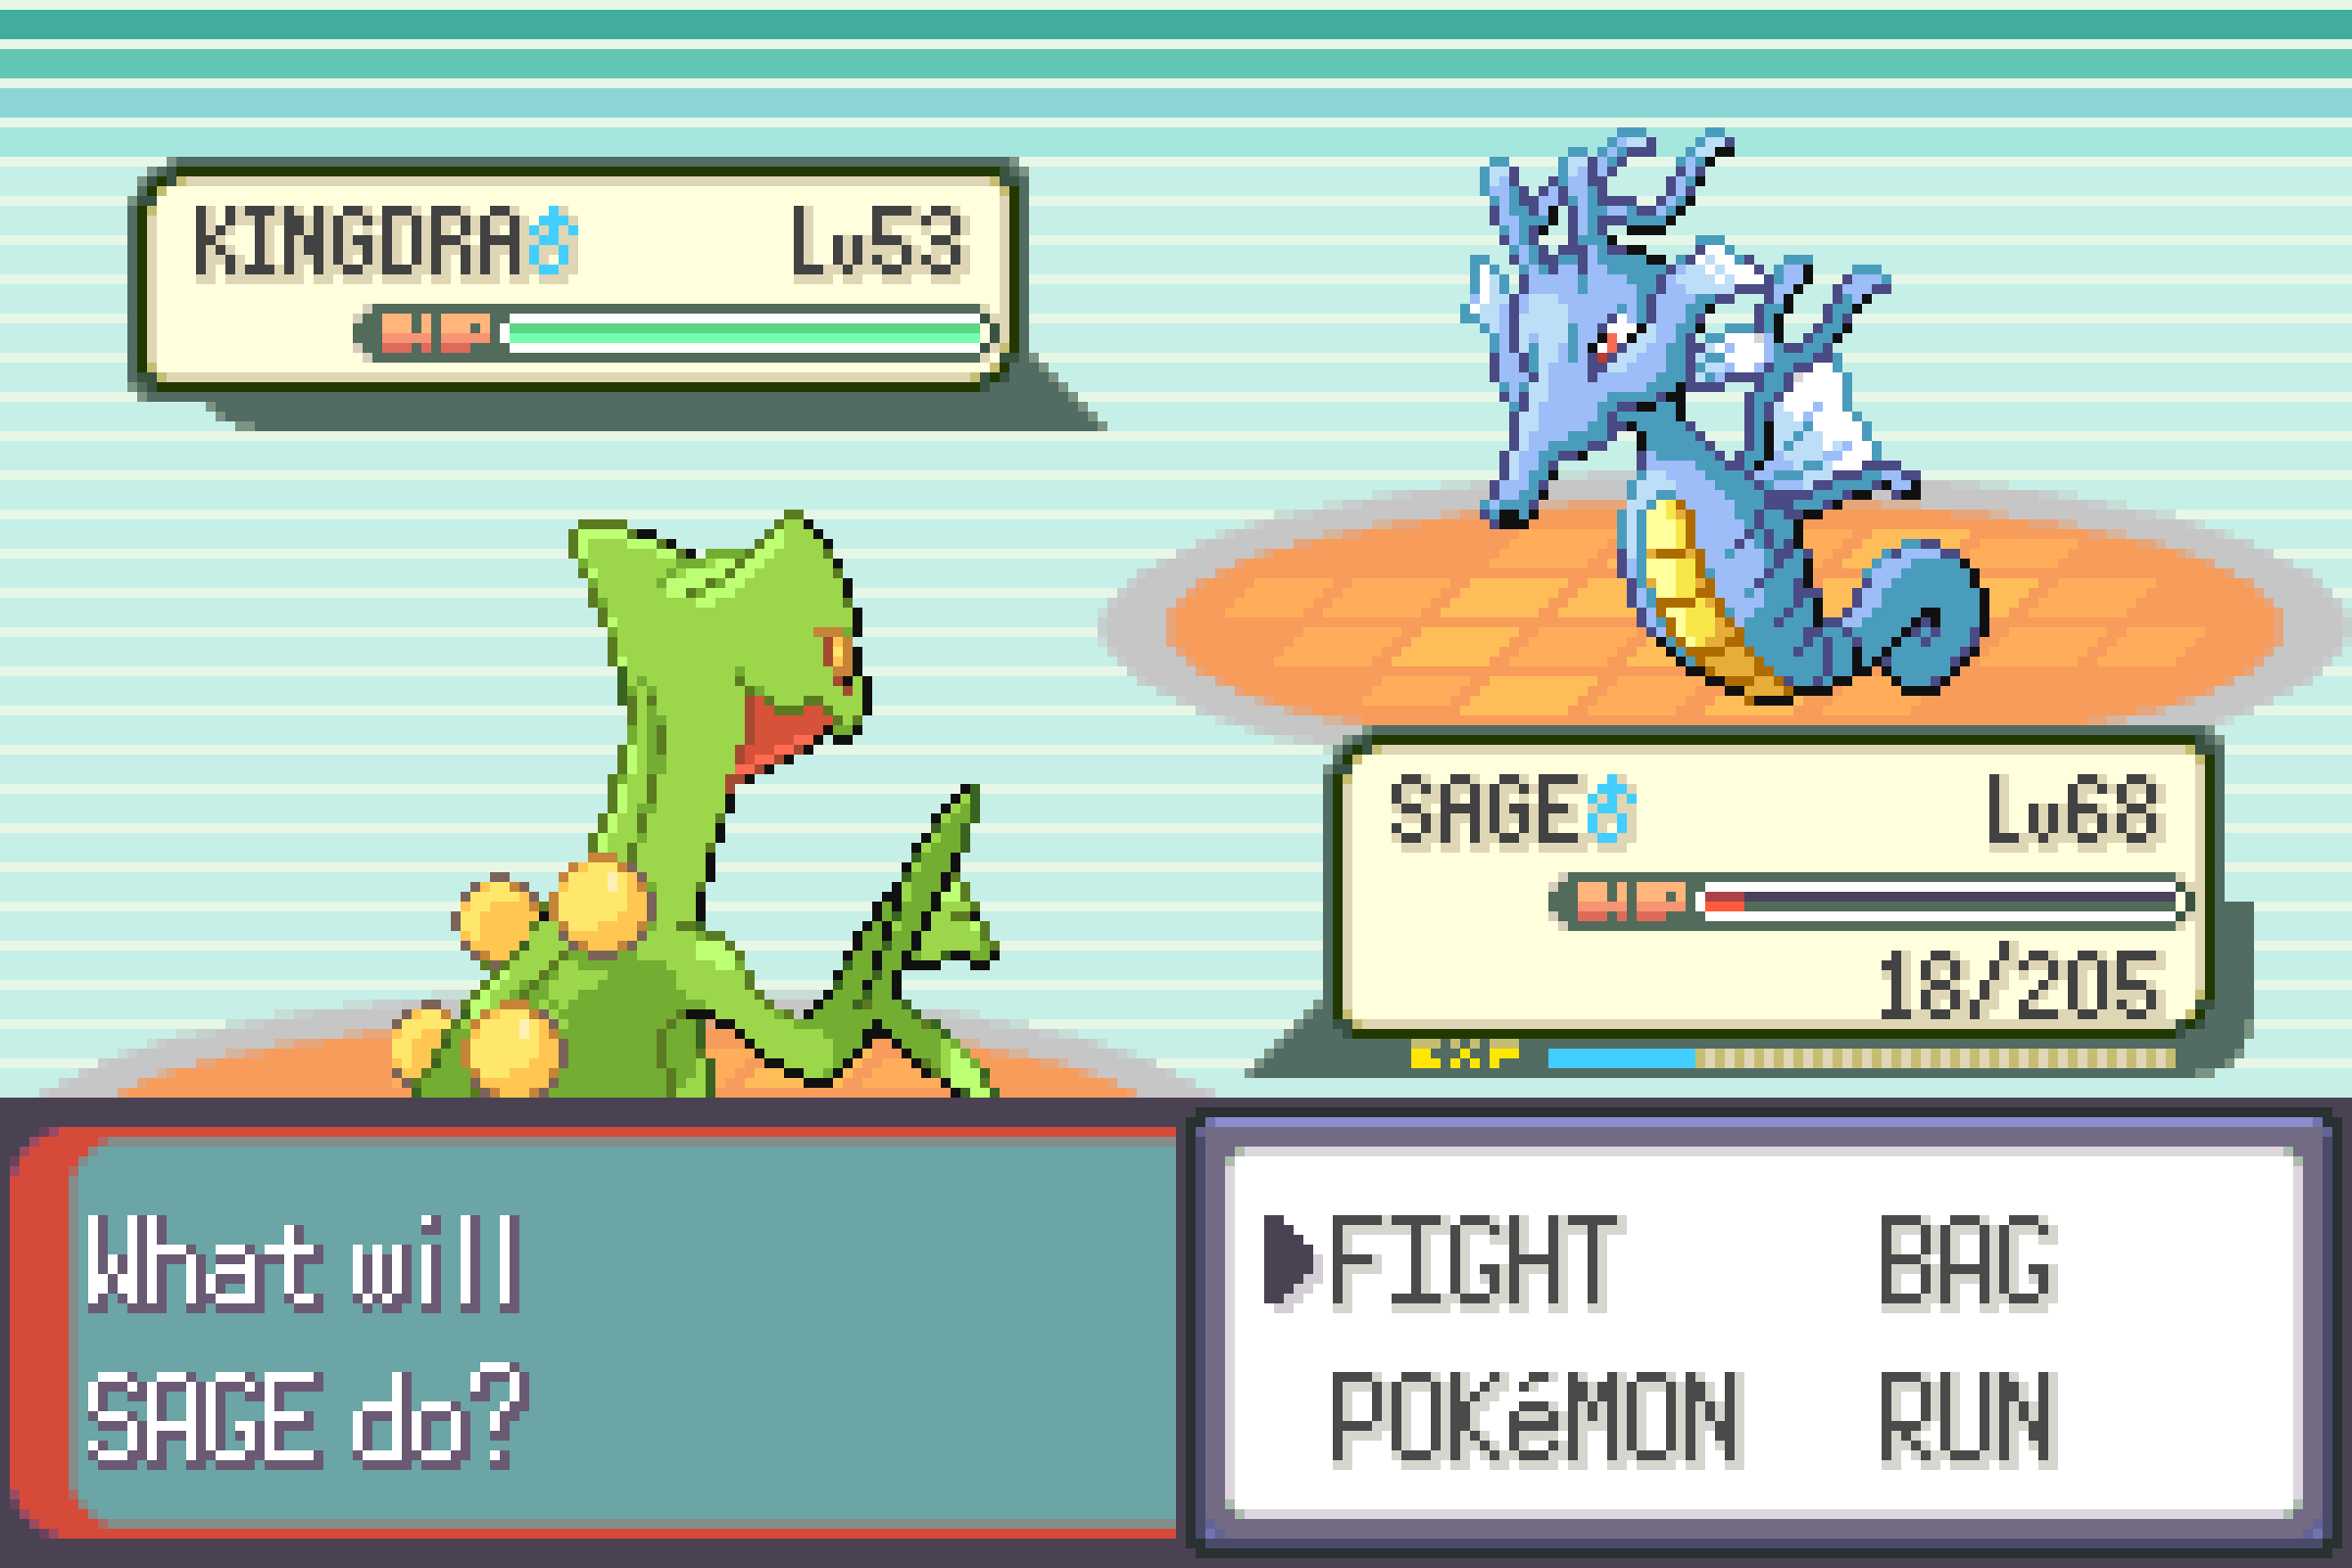 KINGDRA♂ Lv53
HP
SAGE♂ Lv68
HP
18/205
EXP
What will
SAGE do?
▶FIGHT BAG
POKéMON RUN